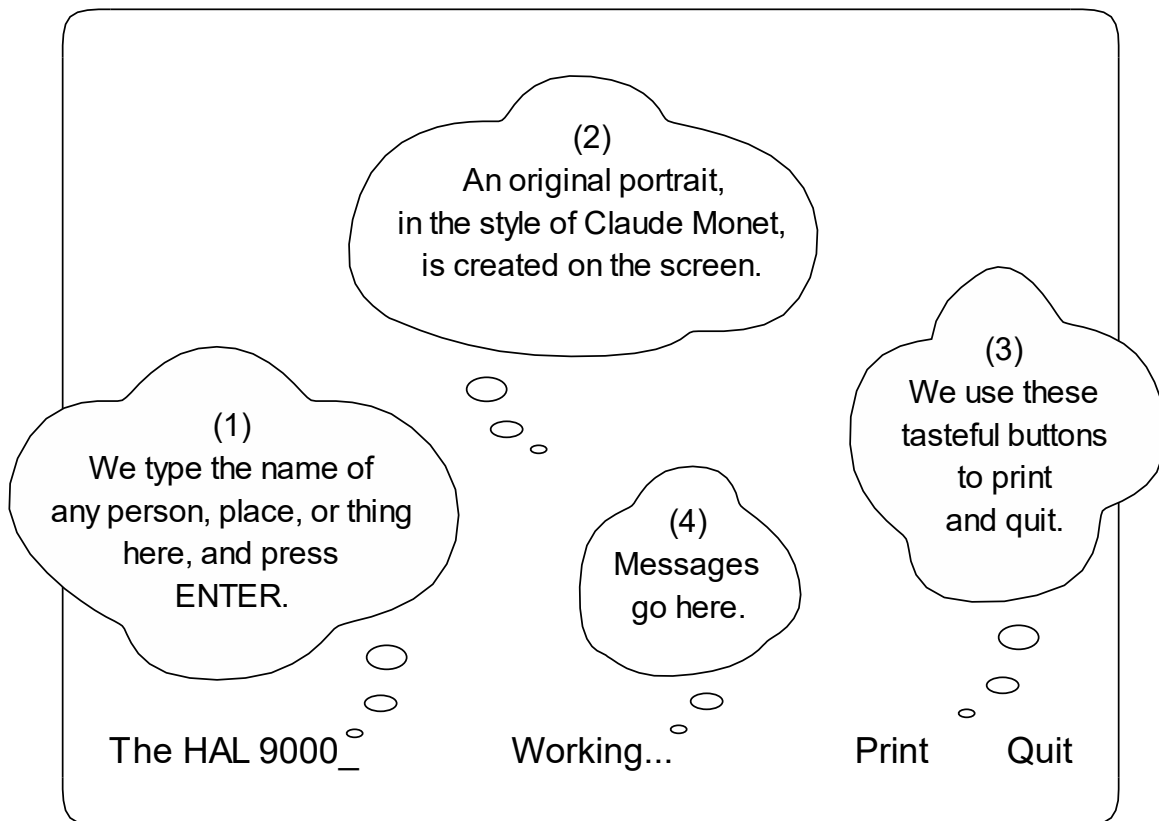 (2)
An original portrait,
in the style of Claude Monet,
is created on the screen.
(3)
We use these
tasteful buttons
to print
and quit.
(1)
We type the name of
any person, place, or thing
here, and press
ENTER.
(4)
Messages
go here.
The HAL 9000_
Working...
Print
Quit